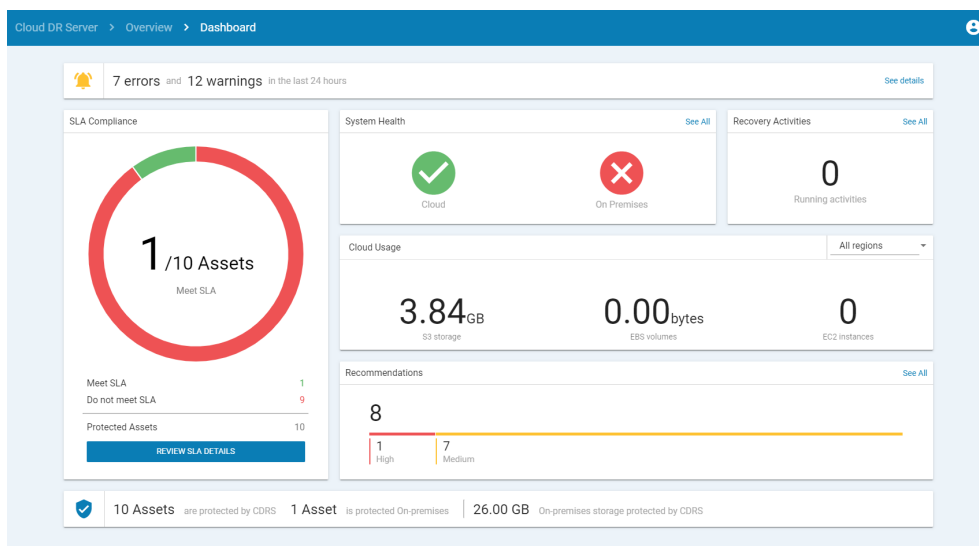 Cloud DR Server > Overview > Dashboard
7 errors and 12 warnings in the last 24 hours
See details
SLA Compliance
1/10 Assets
Meet SLA
Meet SLA 1
Do not meet SLA 9
Protected Assets 10
REVIEW SLA DETAILS
System Health See All
Cloud On Premises
Recovery Activities See All
0
Running activities
Cloud Usage All regions
3.84GB 0.00bytes 0
S3 storage EBS volumes EC2 instances
Recommendations See All
8
1 7
High Medium
10 Assets are protected by CDRS 1 Asset is protected On-premises 26.00 GB On-premises storage protected by CDRS